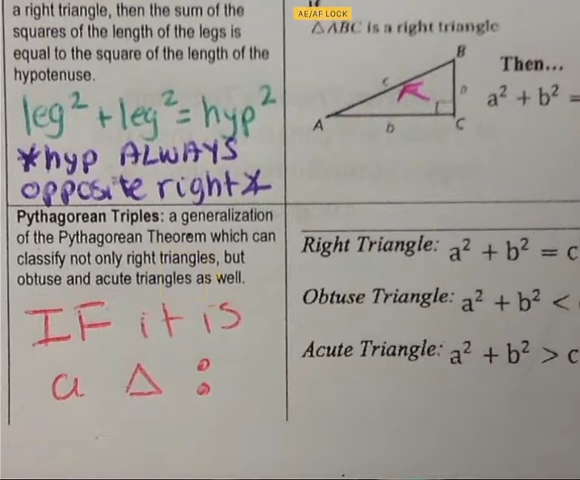 AE/AF LOCK
a right triangle, then the sum of the
squares of the length of the legs is
equal to the square of the length of the
hypotenuse.
leg² + leg² = hyp²
*hyp ALWAYS
opposite right*
△ABC is a right triangle
B
c
a
A
b
C
Then...
a² + b² =
Pythagorean Triples: a generalization
of the Pythagorean Theorem which can
classify not only right triangles, but
obtuse and acute triangles as well.
IF it is
a △ :
Right Triangle: a² + b² = c
Obtuse Triangle: a² + b² <
Acute Triangle: a² + b² > c